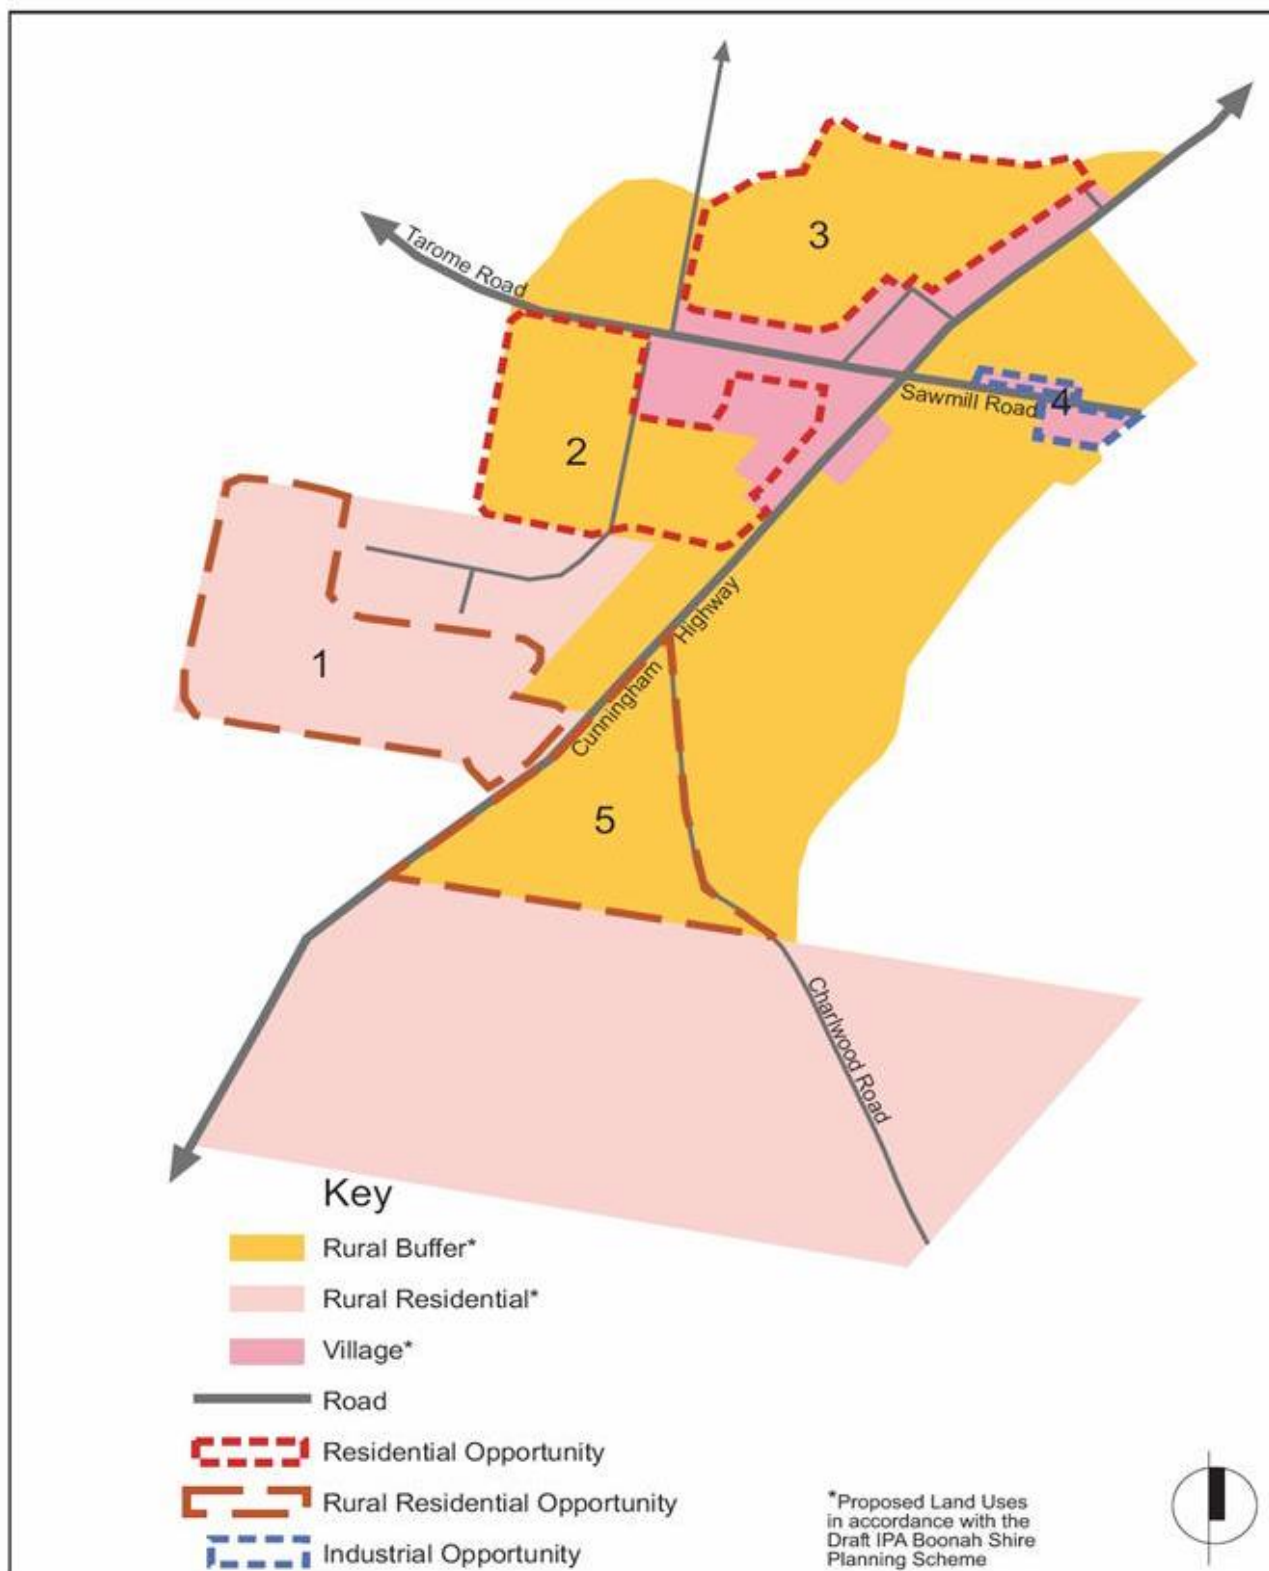 3
Tarome Road
Sawmill Road
4
2
1
Cunningham Highway
5
Charlwood Road
Key
Rural Buffer*
Rural Residential*
Village*
Road
Residential Opportunity
Rural Residential Opportunity
Industrial Opportunity
*Proposed Land Uses
in accordance with the
Draft IPA Boonah Shire
Planning Scheme